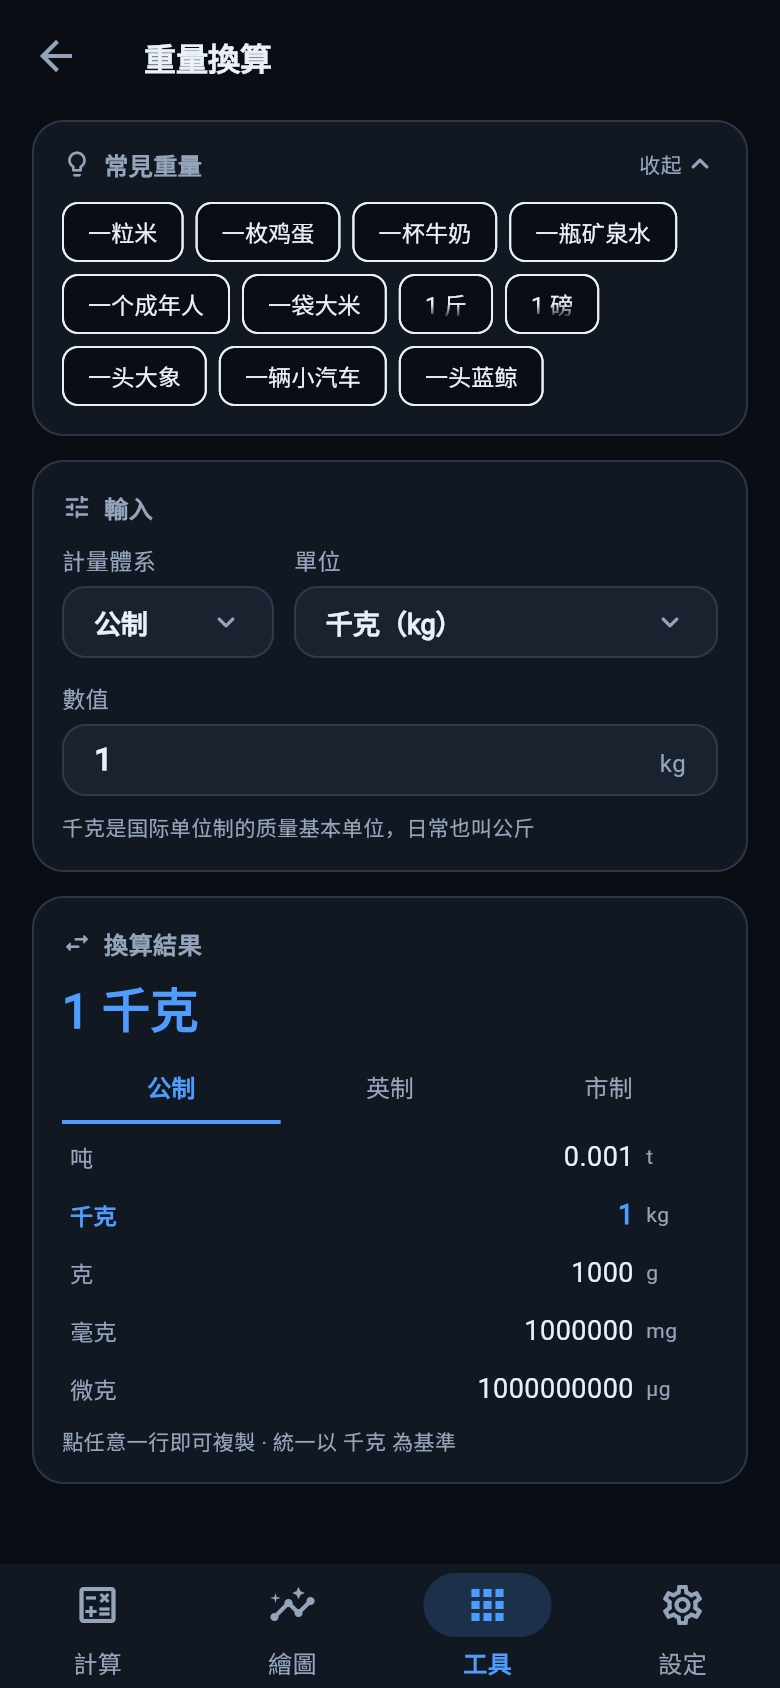 重量換算
常見重量 收起
一粒米 一枚鸡蛋 一杯牛奶 一瓶矿泉水
一个成年人 一袋大米 1 斤 1 磅
一头大象 一辆小汽车 一头蓝鲸
輸入
計量體系 單位
公制 千克（kg）
數值
1 kg
千克是国际单位制的质量基本单位，日常也叫公斤
換算結果
1 千克
公制 英制 市制
吨 0.001 t
千克 1 kg
克 1000 g
毫克 1000000 mg
微克 1000000000 µg
點任意一行即可複製 · 統一以 千克 為基準
計算 繪圖 工具 設定